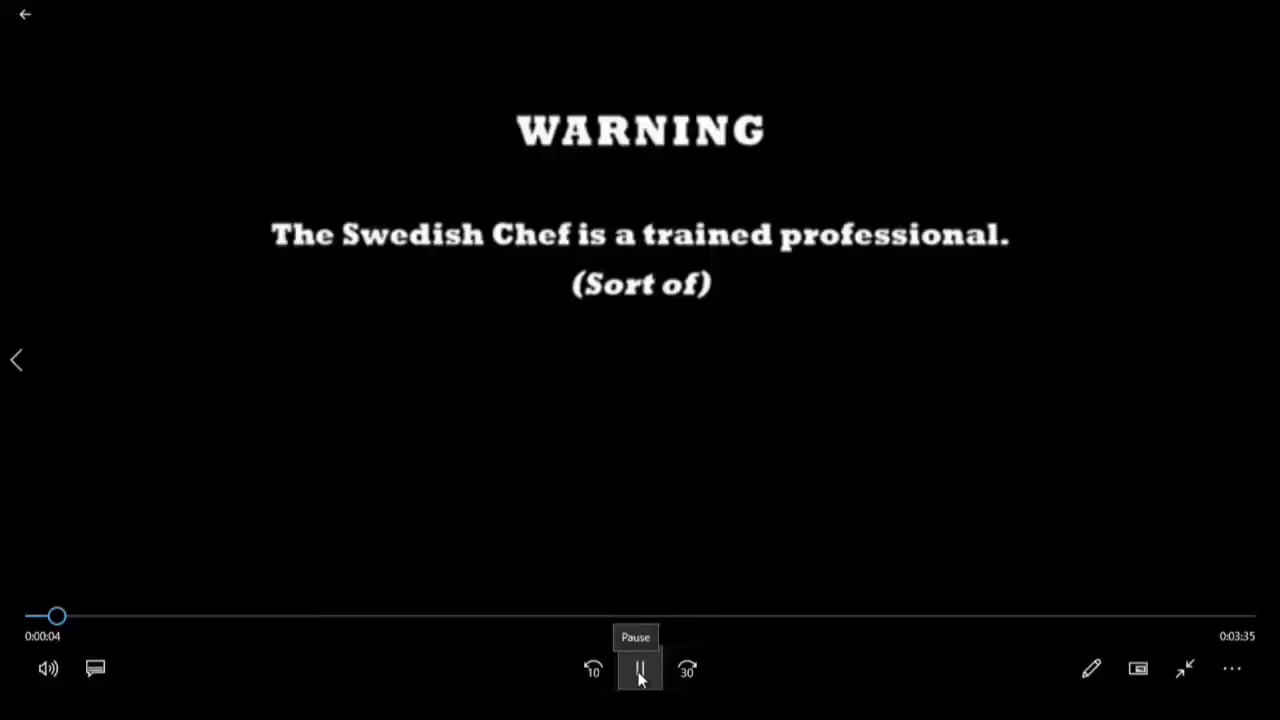 WARNING
The Swedish Chef is a trained professional.
(Sort of)
0:00:04
Pause
0:03:35
10
30